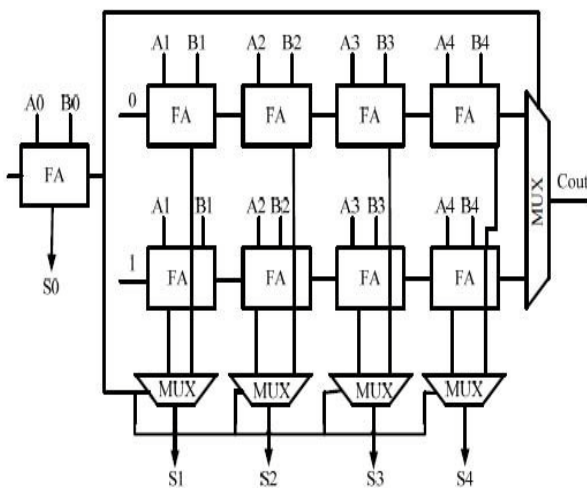 A1 B1 A2 B2 A3 B3 A4 B4
0 FA FA FA FA
A0 B0
FA
MUX
Cout
A1 B1 A2 B2 A3 B3 A4 B4
1 FA FA FA FA
S0
MUX MUX MUX MUX
S1 S2 S3 S4